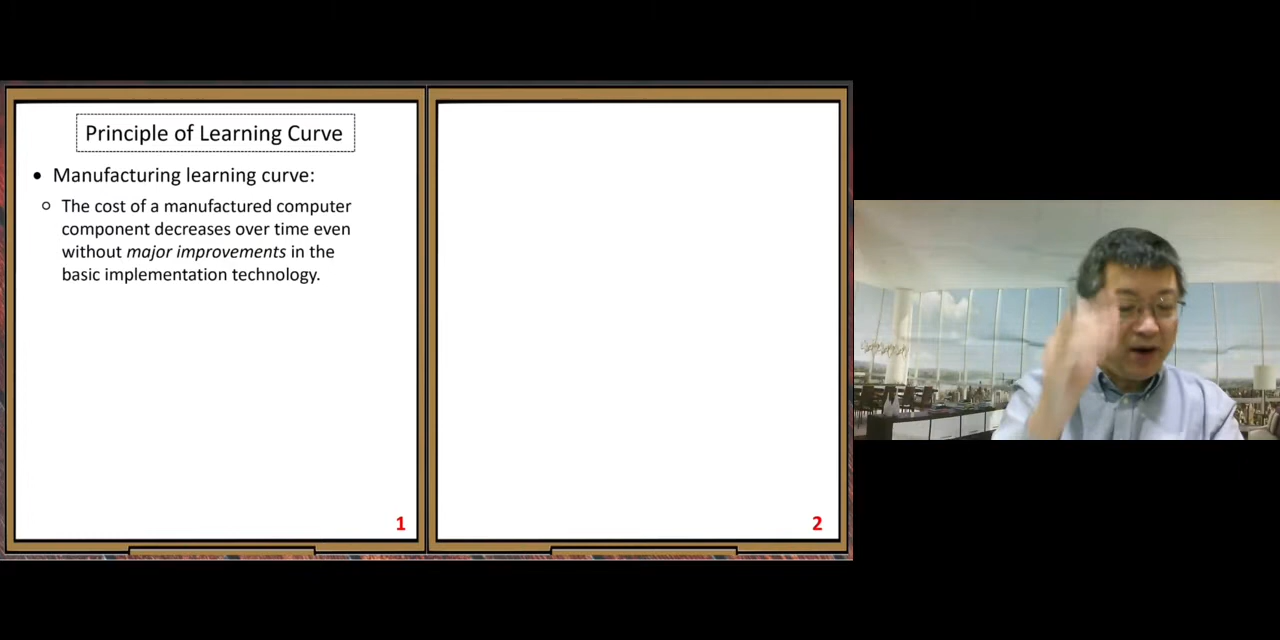 Principle of Learning Curve
• Manufacturing learning curve:
o The cost of a manufactured computer
component decreases over time even
without major improvements in the
basic implementation technology.
1
2